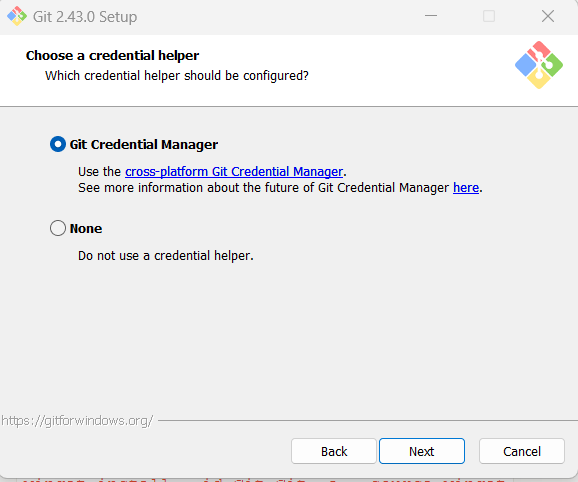 Git 2.43.0 Setup
Choose a credential helper
Which credential helper should be configured?
Git Credential Manager
Use the cross-platform Git Credential Manager.
See more information about the future of Git Credential Manager here.
None
Do not use a credential helper.
https://gitforwindows.org/
Back Next Cancel